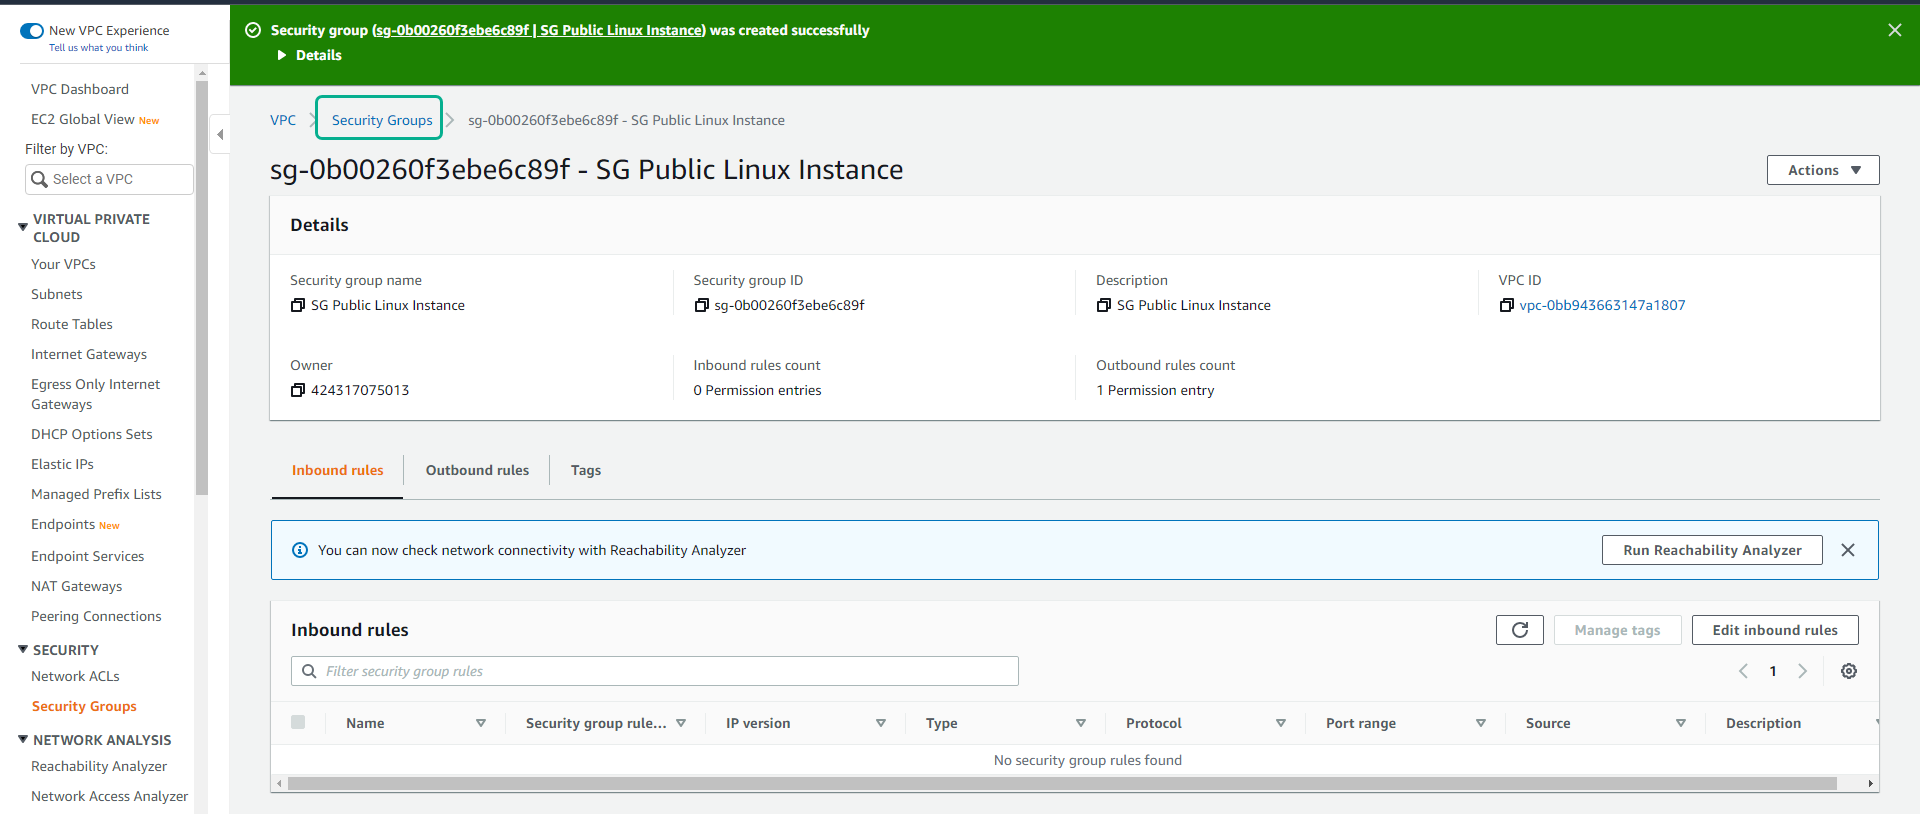 New VPC Experience
Tell us what you think
VPC Dashboard
EC2 Global View New
Filter by VPC:
Select a VPC
VIRTUAL PRIVATE
CLOUD
Your VPCs
Subnets
Route Tables
Internet Gateways
Egress Only Internet
Gateways
DHCP Options Sets
Elastic IPs
Managed Prefix Lists
Endpoints New
Endpoint Services
NAT Gateways
Peering Connections
SECURITY
Network ACLs
Security Groups
NETWORK ANALYSIS
Reachability Analyzer
Network Access Analyzer
Security group (sg-0b00260f3ebe6c89f | SG Public Linux Instance) was created successfully
Details
VPC Security Groups sg-0b00260f3ebe6c89f - SG Public Linux Instance
sg-0b00260f3ebe6c89f - SG Public Linux Instance
Actions
Details
Security group name
SG Public Linux Instance
Security group ID
sg-0b00260f3ebe6c89f
Description
SG Public Linux Instance
VPC ID
vpc-0bb943663147a1807
Owner
424317075013
Inbound rules count
0 Permission entries
Outbound rules count
1 Permission entry
Inbound rules Outbound rules Tags
You can now check network connectivity with Reachability Analyzer
Run Reachability Analyzer
Inbound rules
Manage tags
Edit inbound rules
Filter security group rules
1
Name Security group rule... IP version Type Protocol Port range Source Description
No security group rules found